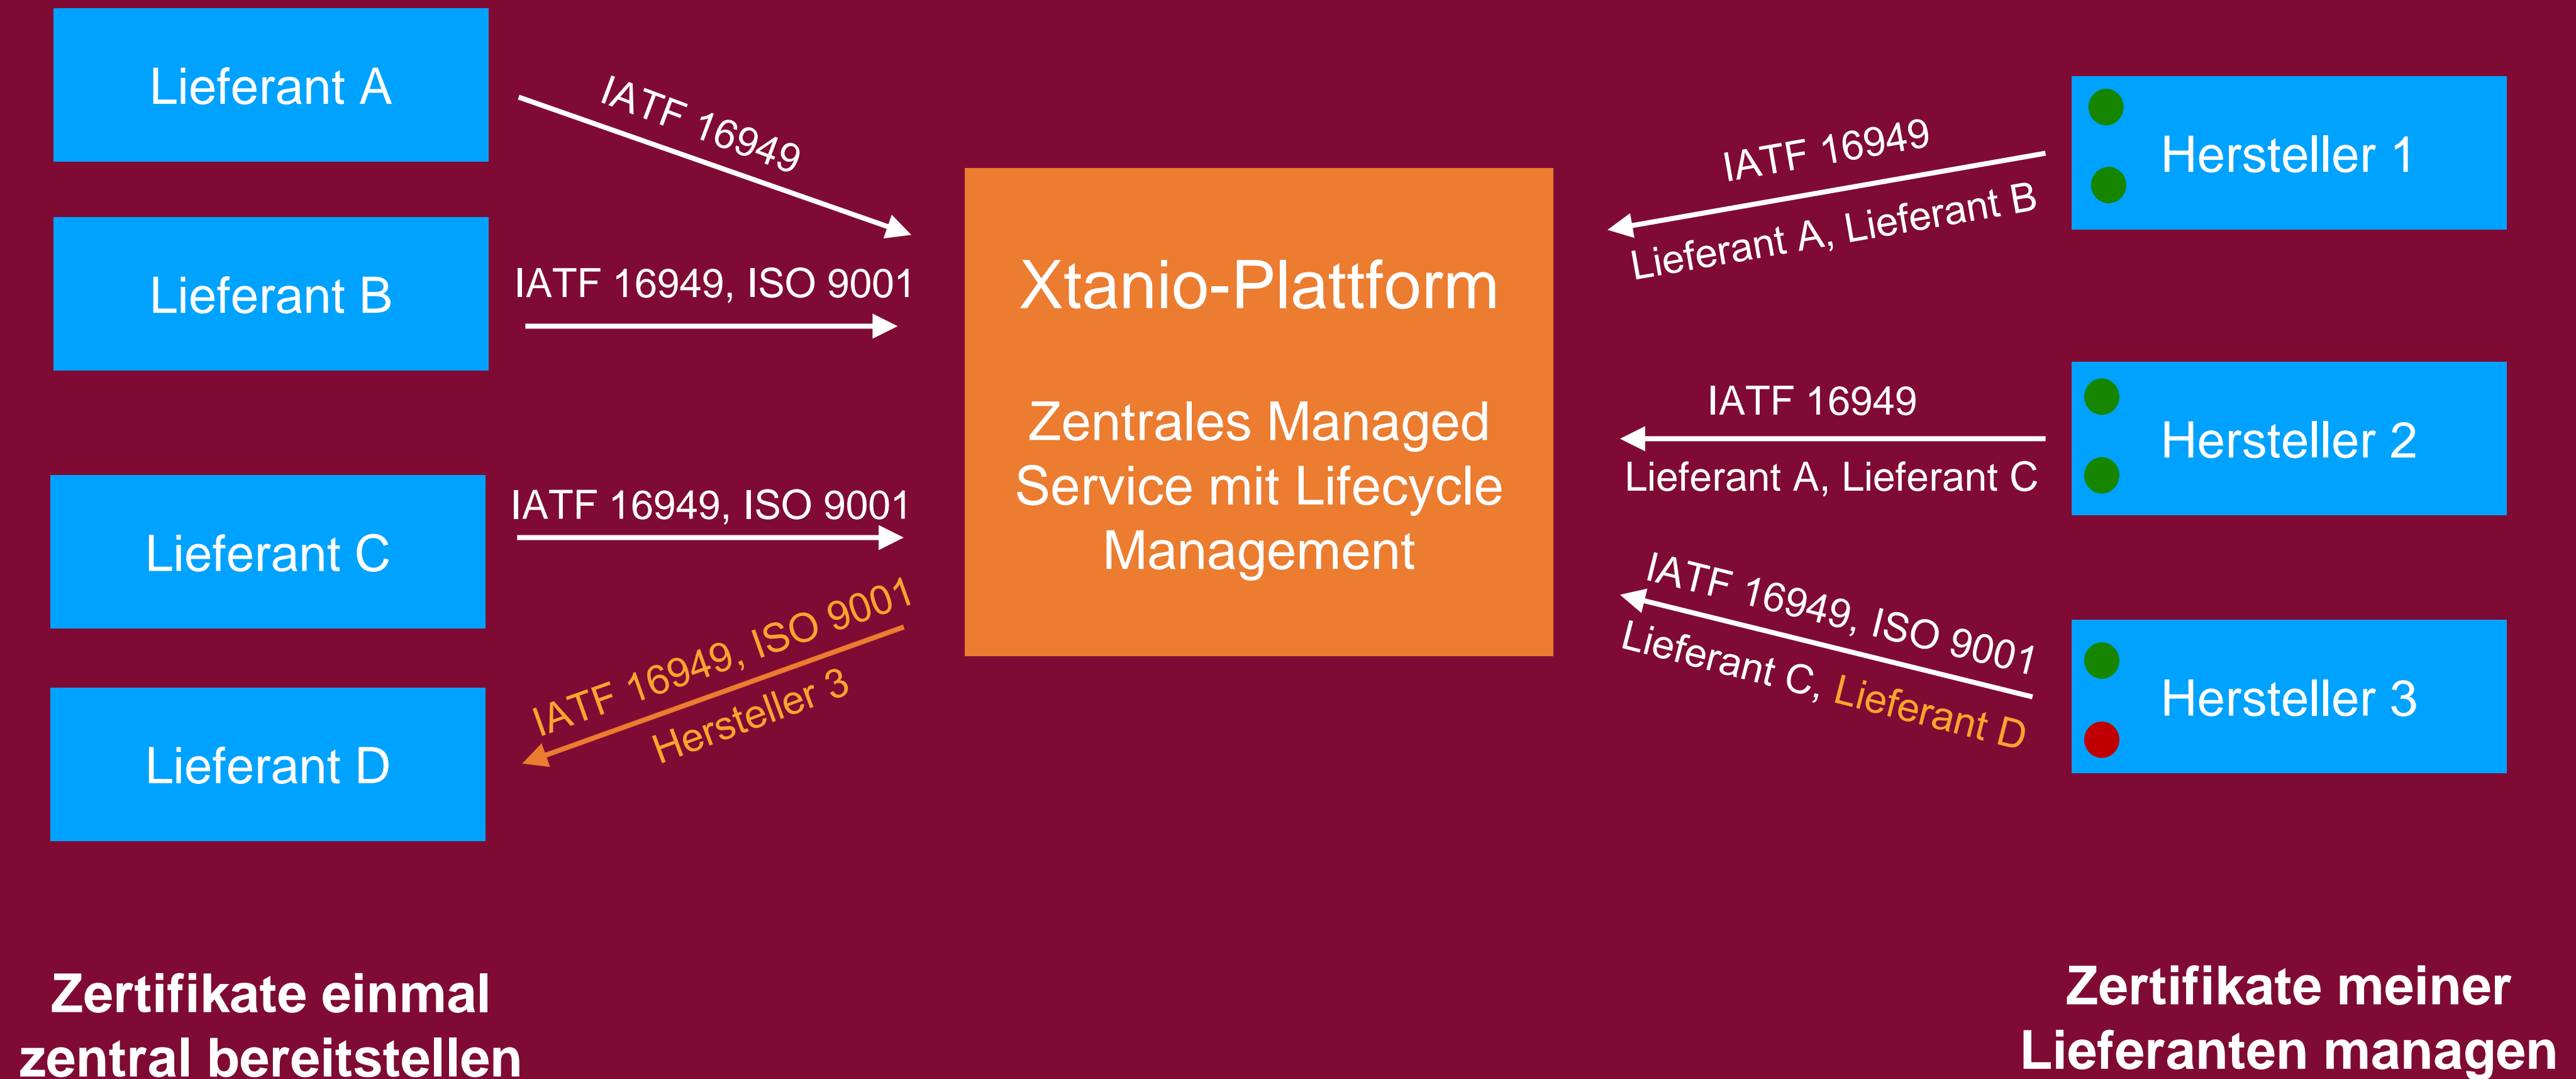 Lieferant A
IATF 16949
Lieferant B
IATF 16949, ISO 9001
Lieferant C
IATF 16949, ISO 9001
Lieferant D
IATF 16949, ISO 9001
Hersteller 3
Xtanio-Plattform
Zentrales Managed
Service mit Lifecycle
Management
IATF 16949
Lieferant A, Lieferant B
Hersteller 1
IATF 16949
Lieferant A, Lieferant C
Hersteller 2
IATF 16949, ISO 9001
Lieferant C, Lieferant D
Hersteller 3
Zertifikate einmal
zentral bereitstellen
Zertifikate meiner
Lieferanten managen